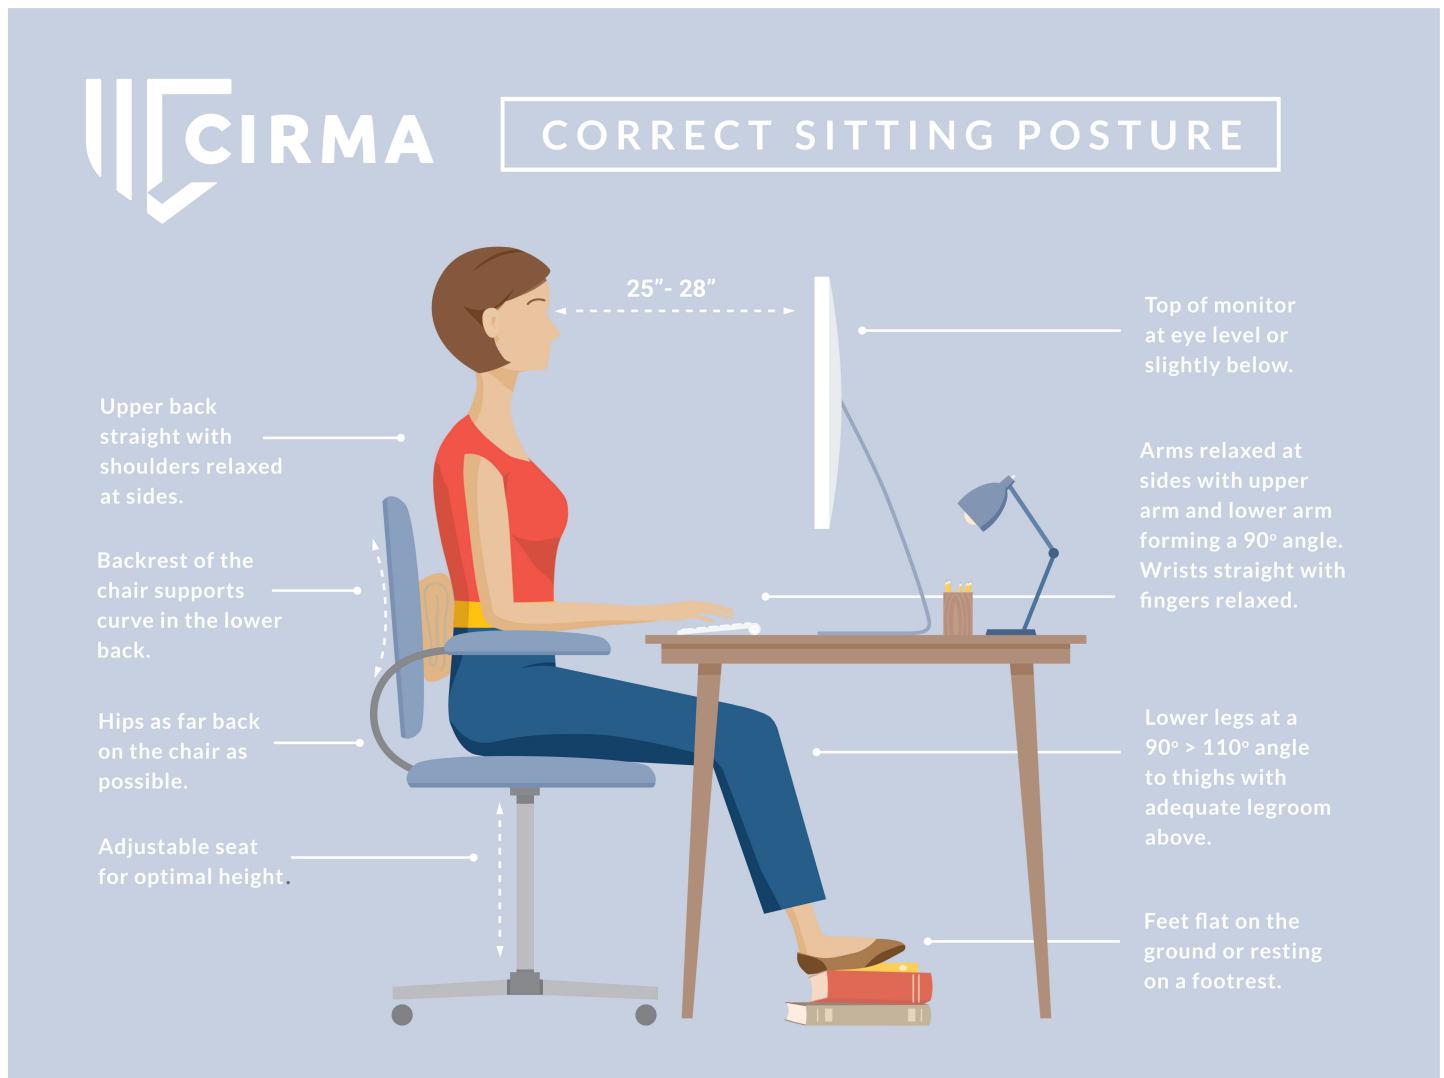 CIRMA
CORRECT SITTING POSTURE
25”- 28”
Upper back
straight with
shoulders relaxed
at sides.
Backrest of the
chair supports
curve in the lower
back.
Hips as far back
on the chair as
possible.
Adjustable seat
for optimal height.
Top of monitor
at eye level or
slightly below.
Arms relaxed at
sides with upper
arm and lower arm
forming a 90° angle.
Wrists straight with
fingers relaxed.
Lower legs at a
90° > 110° angle
to thighs with
adequate legroom
above.
Feet flat on the
ground or resting
on a footrest.